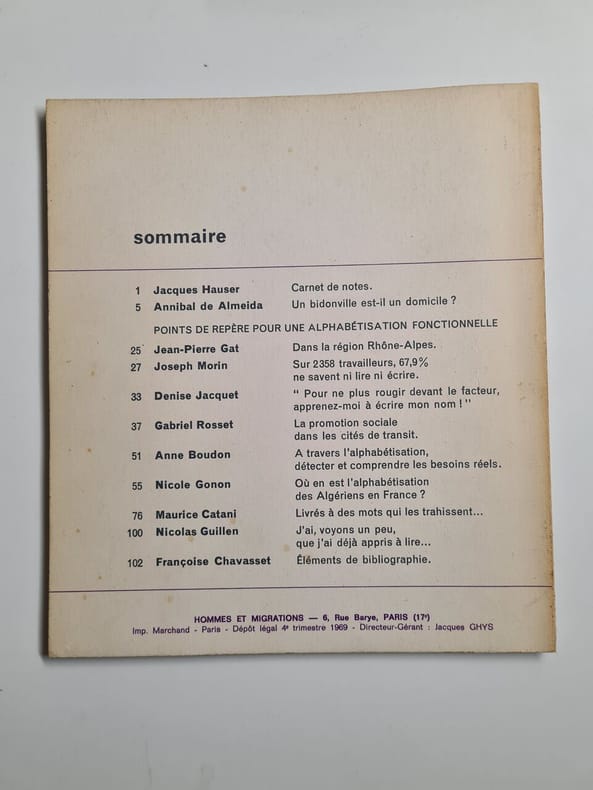 sommaire
1 Jacques Hauser Carnet de notes.
5 Annibal de Almeida Un bidonville est-il un domicile ?
POINTS DE REPÈRE POUR UNE ALPHABÉTISATION FONCTIONNELLE
25 Jean-Pierre Gat Dans la région Rhône-Alpes.
27 Joseph Morin Sur 2358 travailleurs, 67,9%
ne savent ni lire ni écrire.
33 Denise Jacquet “ Pour ne plus rougir devant le facteur,
apprenez-moi à écrire mon nom ! ”
37 Gabriel Rosset La promotion sociale
dans les cités de transit.
51 Anne Boudon A travers l'alphabétisation,
détecter et comprendre les besoins réels.
55 Nicole Gonon Où en est l'alphabétisation
des Algériens en France ?
76 Maurice Catani Livrés à des mots qui les trahissent...
100 Nicolas Guillen J'ai, voyons un peu,
que j'ai déjà appris à lire...
102 Françoise Chavasset Éléments de bibliographie.
HOMMES ET MIGRATIONS — 6, Rue Barye, PARIS (17e)
Imp. Marchand - Paris - Dépôt légal 4e trimestre 1969 - Directeur-Gérant : Jacques GHYS